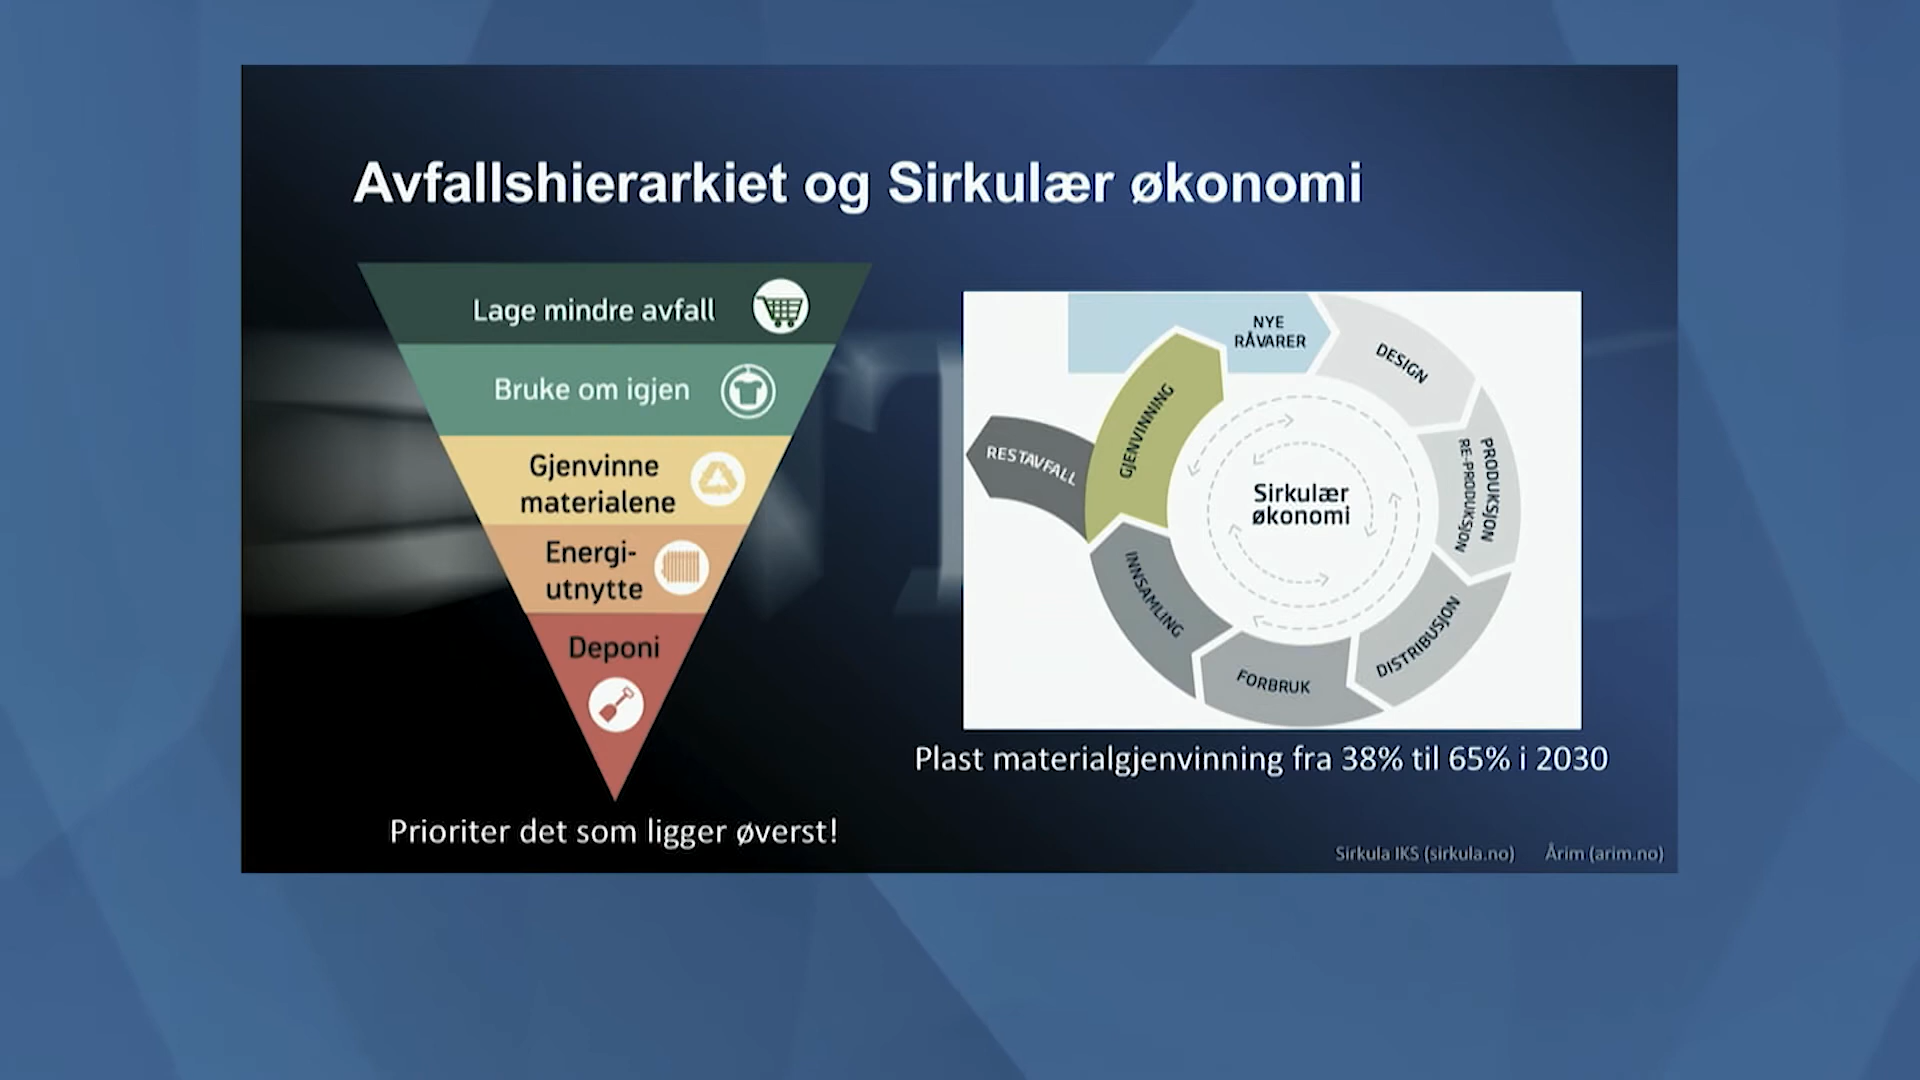 Avfallshierarkiet og Sirkulær økonomi
Lage mindre avfall
Bruke om igjen
Gjenvinne
materialene
Energi-
utnytte
Deponi
Prioriter det som ligger øverst!
NYE
RÅVARER
DESIGN
PRODUKSJON
RE-PRODUKSJON
DISTRIBUSJON
FORBRUK
INNSAMLING
GJENVINNING
RESTAVFALL
Sirkulær
økonomi
Plast materialgjenvinning fra 38% til 65% i 2030
Sirkula IKS (sirkula.no) Årim (arim.no)